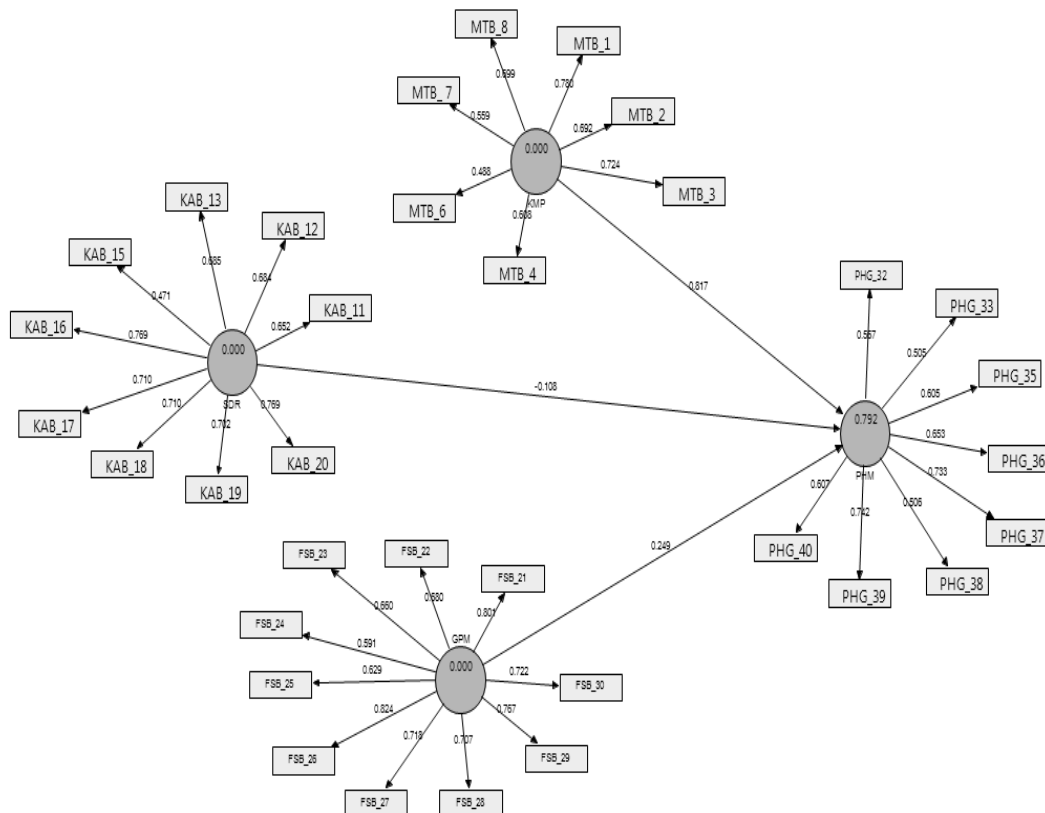 MTB_8
MTB_1
0.699
0.780
MTB_7
0.559
MTB_2
0.692
0.000
0.724
MTB_3
0.488
MTB_6
KMP
0.608
MTB_4
KAB_13
KAB_12
0.685
0.684
KAB_15
0.471
KAB_11
0.652
KAB_16
0.769
0.000
0.710
SDR
KAB_17
0.710
0.702
0.769
KAB_18
KAB_19
KAB_20
0.817
-0.108
0.249
PHG_32
PHG_33
0.567
0.505
PHG_35
0.605
0.792
0.653
PHG_36
PHM
0.733
PHG_37
0.607
0.742
0.506
PHG_40
PHG_39
PHG_38
FSB_23
FSB_22
FSB_21
0.660
0.680
0.801
FSB_24
0.591
GPM
0.000
FSB_25
0.629
0.722
FSB_30
0.824
0.718
0.707
0.767
FSB_26
FSB_29
FSB_27
FSB_28